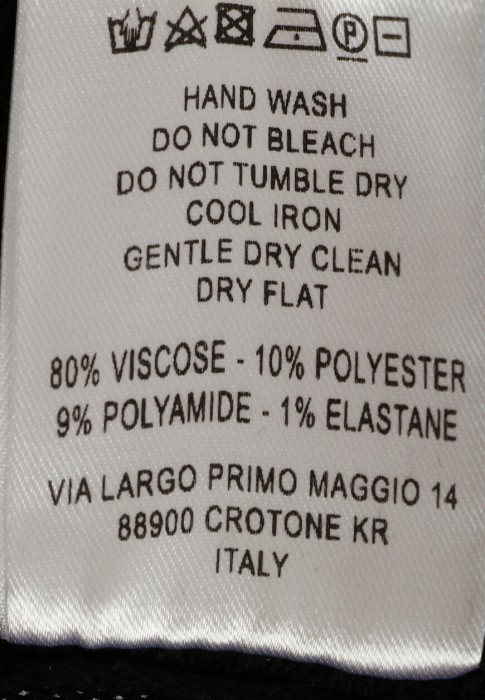 P
HAND WASH
DO NOT BLEACH
DO NOT TUMBLE DRY
COOL IRON
GENTLE DRY CLEAN
DRY FLAT
80% VISCOSE - 10% POLYESTER
9% POLYAMIDE - 1% ELASTANE
VIA LARGO PRIMO MAGGIO 14
88900 CROTONE KR
ITALY